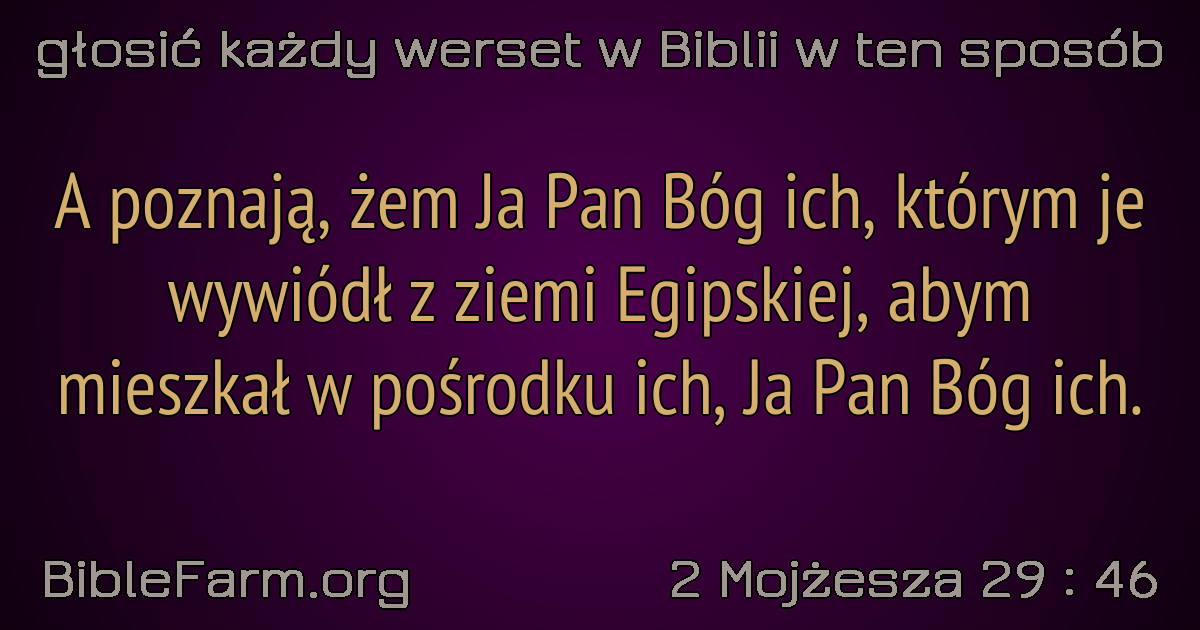 głosić każdy werset w Biblii w ten sposób
A poznają, żem Ja Pan Bóg ich, którym je
wywiódł z ziemi Egipskiej, abym
mieszkał w pośrodku ich, Ja Pan Bóg ich.
BibleFarm.org
2 Mojżesza 29 : 46